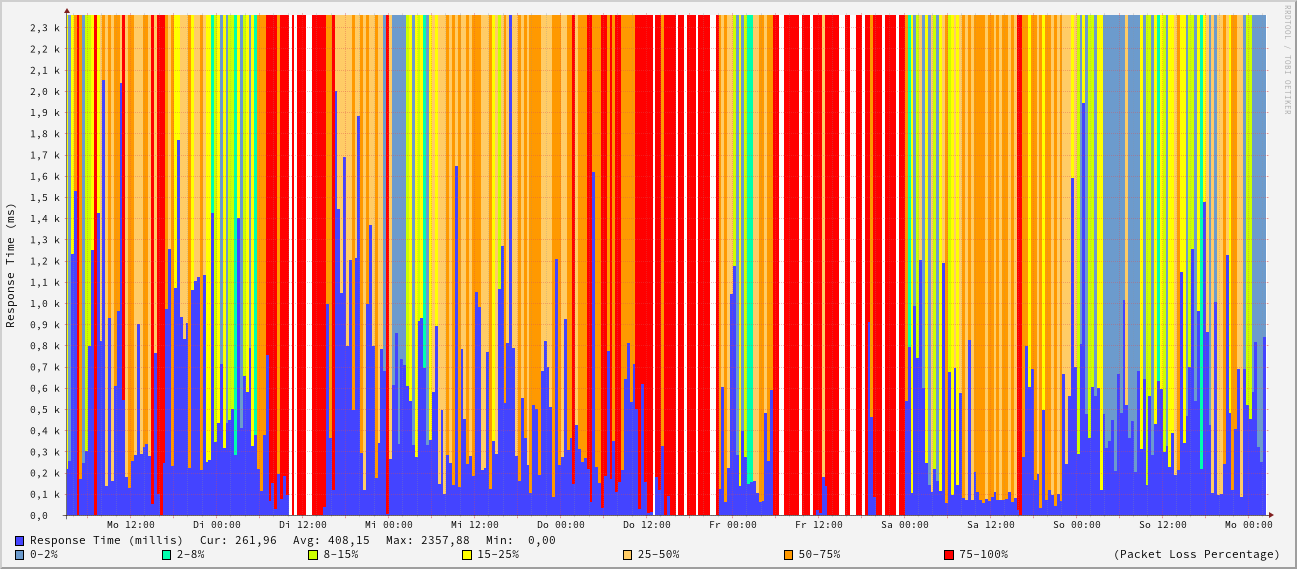 2,3 k
2,2 k
2,1 k
2,0 k
1,9 k
1,8 k
1,7 k
1,6 k
1,5 k
1,4 k
1,3 k
1,2 k
1,1 k
1,0 k
0,9 k
0,8 k
0,7 k
0,6 k
0,5 k
0,4 k
0,3 k
0,2 k
0,1 k
0,0
Response Time (ms)
RRDTOOL / TOBI OETIKER
Mo 12:00 Di 00:00 Di 12:00 Mi 00:00 Mi 12:00 Do 00:00 Do 12:00 Fr 00:00 Fr 12:00 Sa 00:00 Sa 12:00 So 00:00 So 12:00 Mo 00:00
Response Time (millis) Cur: 261,96 Avg: 408,15 Max: 2357,88 Min: 0,00
0-2% 2-8% 8-15% 15-25% 25-50% 50-75% 75-100% (Packet Loss Percentage)